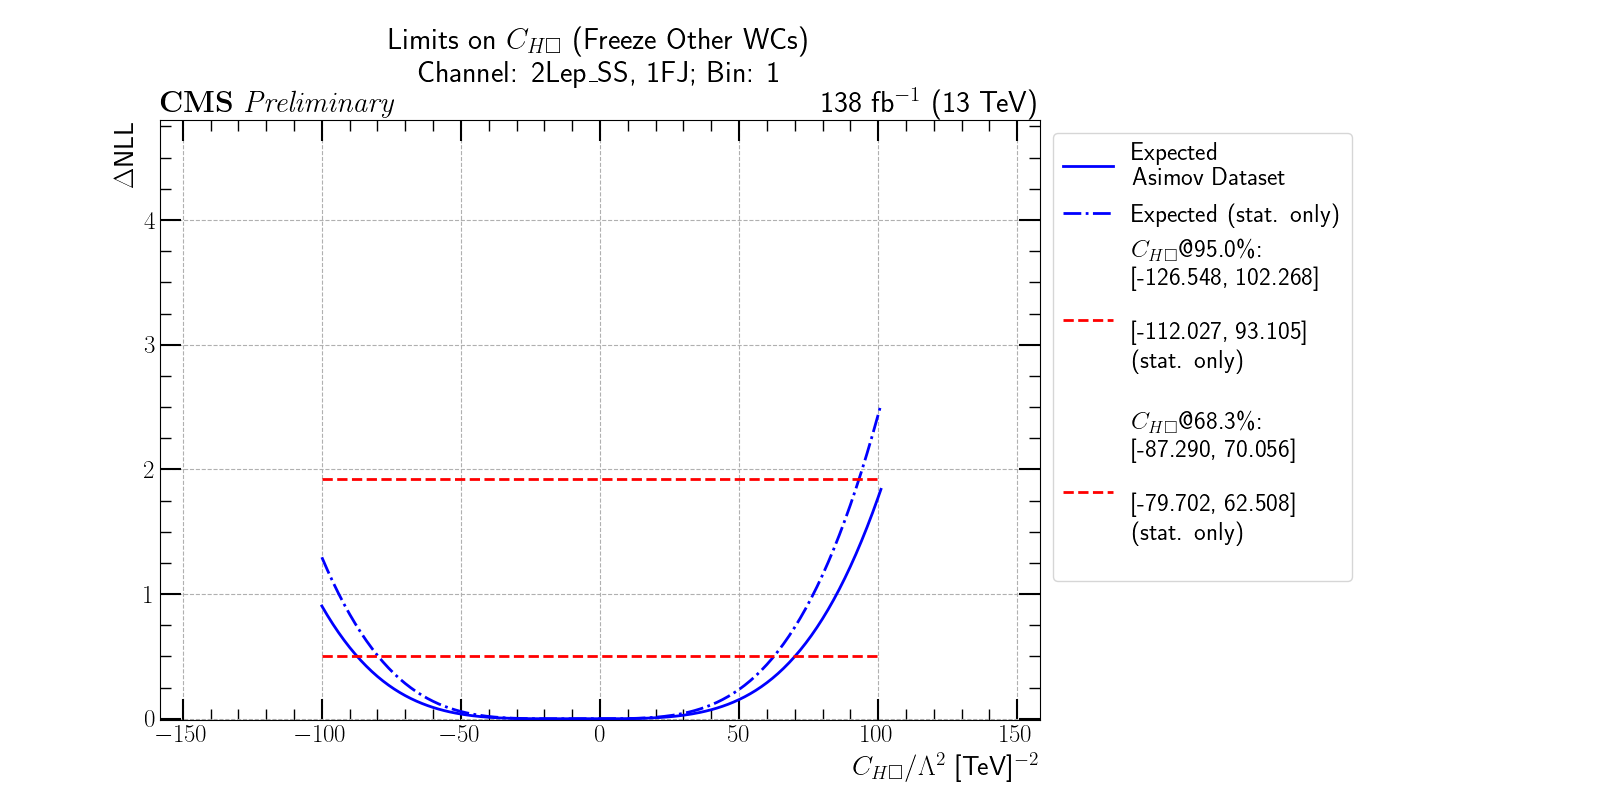 Limits on C_{H□} (Freeze Other WCs)
Channel: 2Lep_SS, 1FJ; Bin: 1
CMS Preliminary
138 fb⁻¹ (13 TeV)
ΔNLL
4
3
2
1
0
−150
−100
−50
0
50
100
150
C_{H□}/Λ² [TeV]⁻²
Expected
Asimov Dataset
Expected (stat. only)
C_{H□}@95.0%:
[-126.548, 102.268]
[-112.027, 93.105]
(stat. only)
C_{H□}@68.3%:
[-87.290, 70.056]
[-79.702, 62.508]
(stat. only)